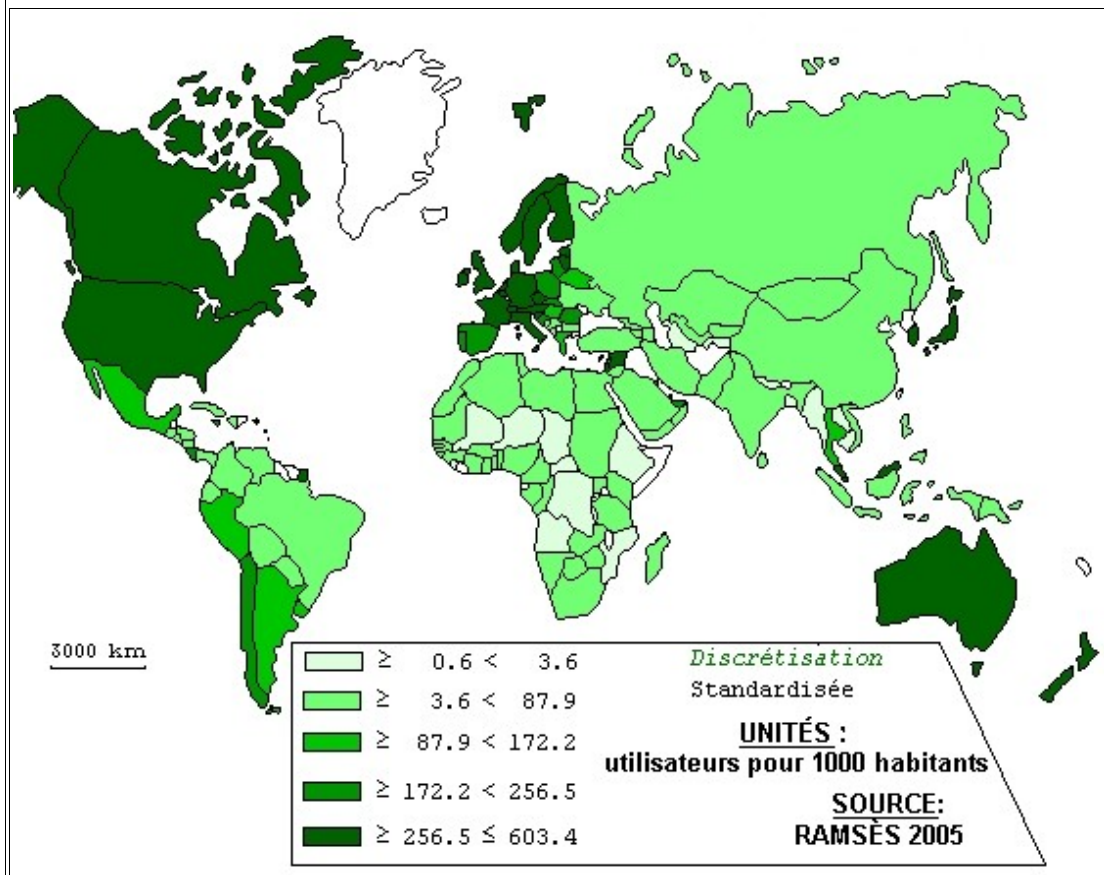 3000 km
≥ 0.6 < 3.6
≥ 3.6 < 87.9
≥ 87.9 < 172.2
≥ 172.2 < 256.5
≥ 256.5 ≤ 603.4
Discrétisation
Standardisée
UNITÉS :
utilisateurs pour 1000 habitants
SOURCE:
RAMSÈS 2005